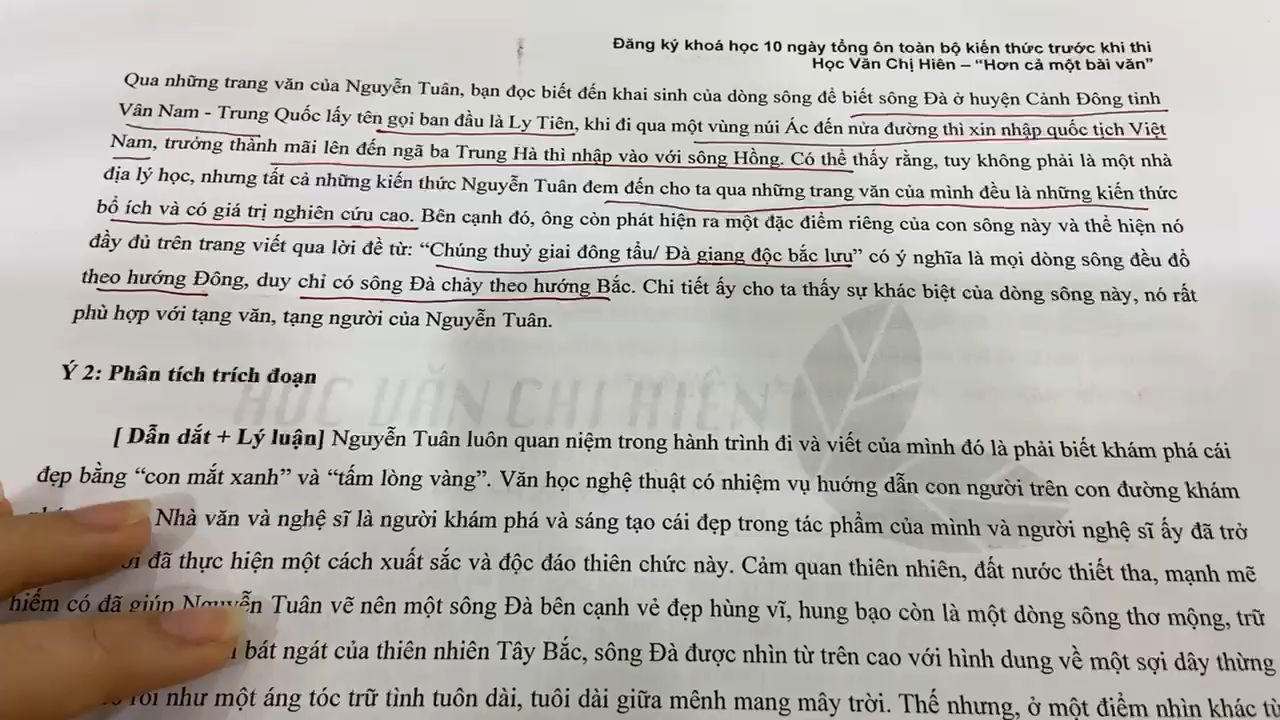 Đăng ký khoá học 10 ngày tổng ôn toàn bộ kiến thức trước khi thi
Học Văn Chị Hiên – “Hơn cả một bài văn”
Qua những trang văn của Nguyễn Tuân, bạn đọc biết đến khai sinh của dòng sông để biết sông Đà ở huyện Cảnh Đông tỉnh
Vân Nam - Trung Quốc lấy tên gọi ban đầu là Ly Tiên, khi đi qua một vùng núi Ác đến nửa đường thì xin nhập quốc tịch Việt
Nam, trưởng thành mãi lên đến ngã ba Trung Hà thì nhập vào với sông Hồng. Có thể thấy rằng, tuy không phải là một nhà
địa lý học, nhưng tất cả những kiến thức Nguyễn Tuân đem đến cho ta qua những trang văn của mình đều là những kiến thức
bổ ích và có giá trị nghiên cứu cao. Bên cạnh đó, ông còn phát hiện ra một đặc điểm riêng của con sông này và thể hiện nó
đầy đủ trên trang viết qua lời đề từ: “Chúng thuỷ giai đông tẩu/ Đà giang độc bắc lưu” có ý nghĩa là mọi dòng sông đều đổ
theo hướng Đông, duy chỉ có sông Đà chảy theo hướng Bắc. Chi tiết ấy cho ta thấy sự khác biệt của dòng sông này, nó rất
phù hợp với tạng văn, tạng người của Nguyễn Tuân.
Ý 2: Phân tích trích đoạn
HỌC VĂN CHỊ HIÊN
[ Dẫn dắt + Lý luận] Nguyễn Tuân luôn quan niệm trong hành trình đi và viết của mình đó là phải biết khám phá cái
đẹp bằng “con mắt xanh” và “tấm lòng vàng”. Văn học nghệ thuật có nhiệm vụ huớng dẫn con người trên con đường khám
Nhà văn và nghệ sĩ là người khám phá và sáng tạo cái đẹp trong tác phẩm của mình và người nghệ sĩ ấy đã trở
đã thực hiện một cách xuất sắc và độc đáo thiên chức này. Cảm quan thiên nhiên, đất nước thiết tha, mạnh mẽ
hiếm có đã giúp Nguyễn Tuân vẽ nên một sông Đà bên cạnh vẻ đẹp hùng vĩ, hung bạo còn là một dòng sông thơ mộng, trữ
bát ngát của thiên nhiên Tây Bắc, sông Đà được nhìn từ trên cao với hình dung về một sợi dây thừng
như một áng tóc trữ tình tuôn dài, tuôi dài giữa mênh mang mây trời. Thế nhưng, ở một điểm nhìn khác từ